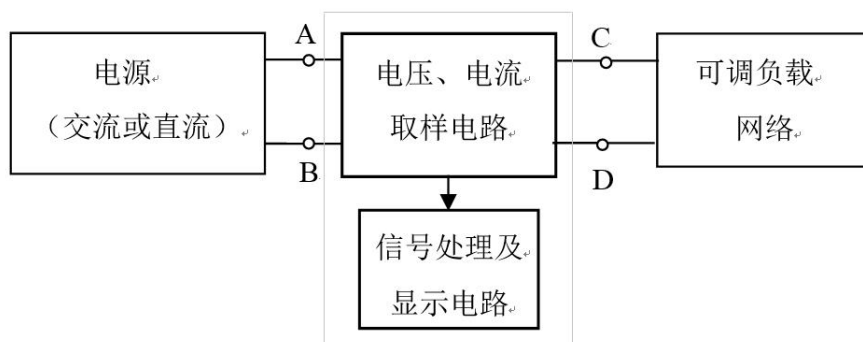 电源
（交流或直流）
A
B
电压、电流
取样电路
C
D
可调负载
网络
信号处理及
显示电路